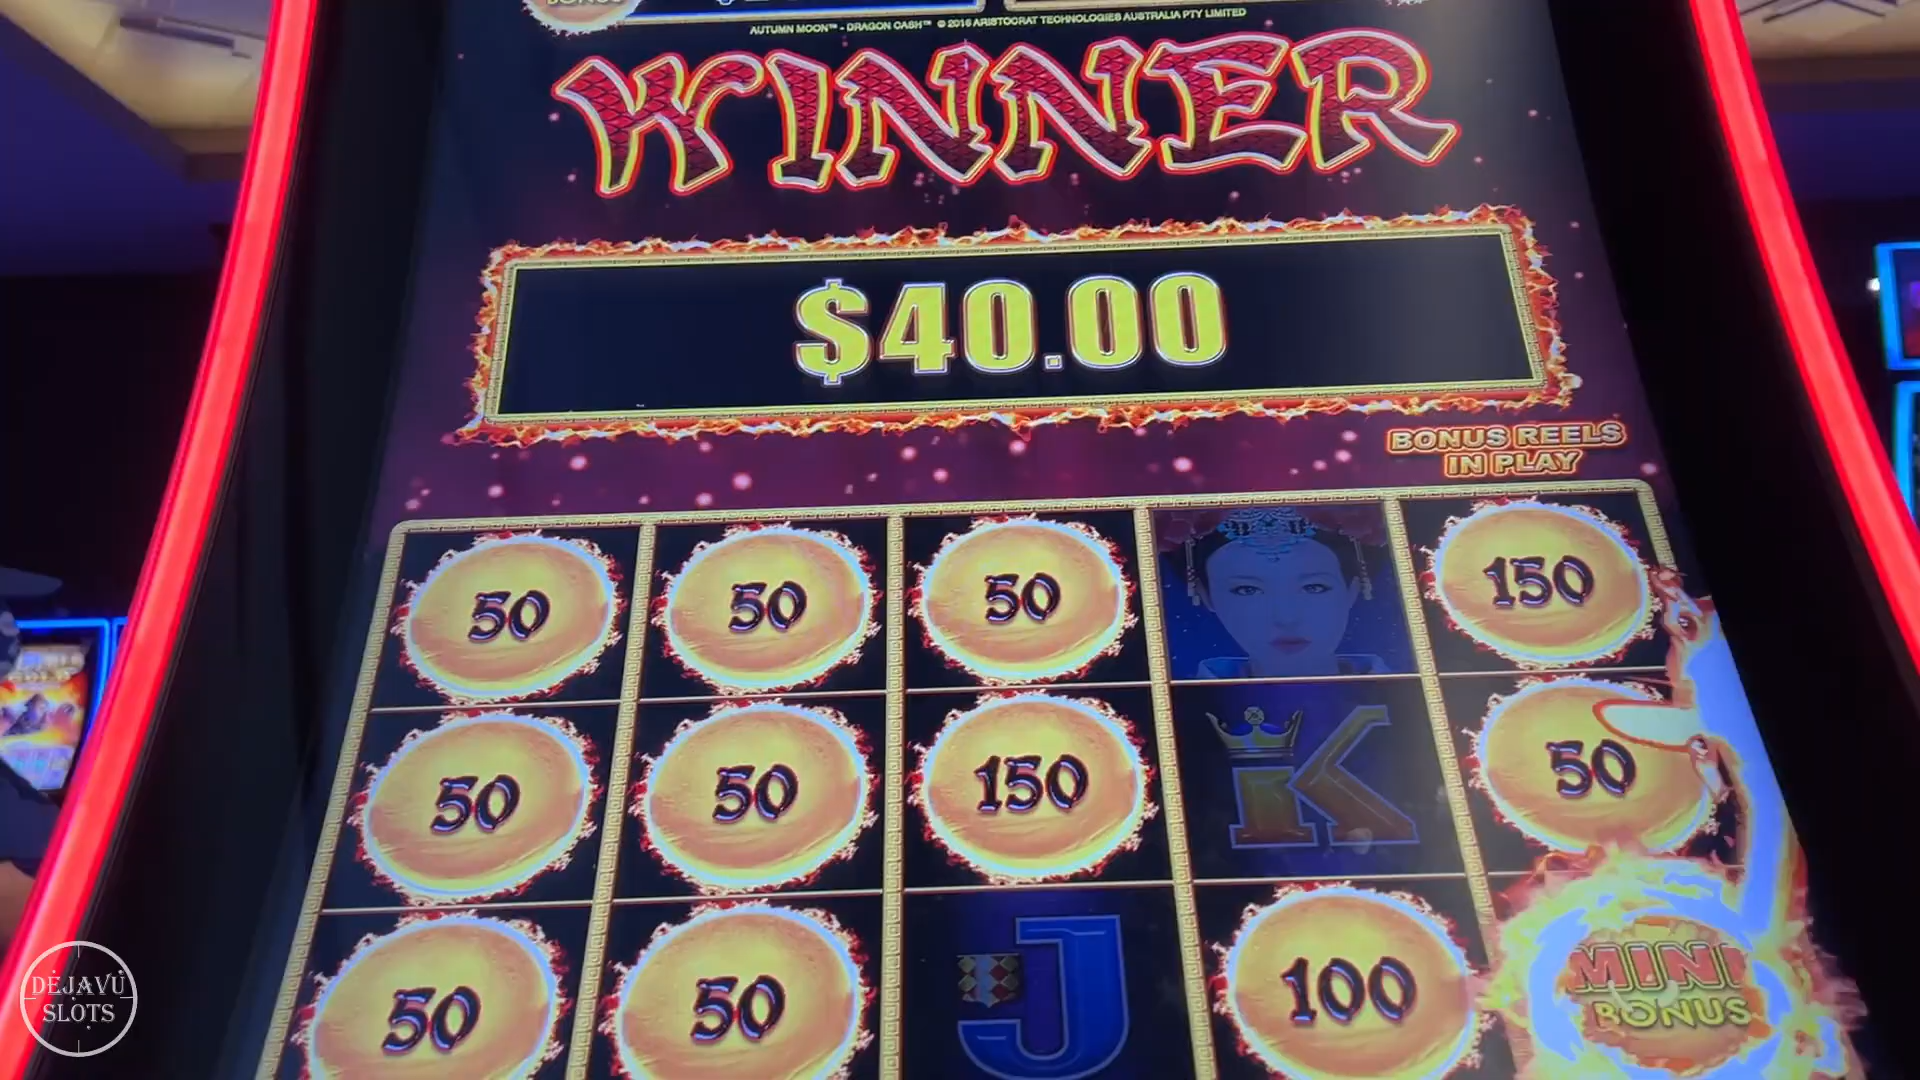 BONUS
AUTUMN MOON™ - DRAGON CASH™ © 2016 ARISTOCRAT TECHNOLOGIES AUSTRALIA PTY LIMITED
WINNER
$40.00
BONUS REELS
IN PLAY
50 50 50 150
50 50 150 K 50
50 50 J 100 MINI
BONUS
DEJAVU
SLOTS